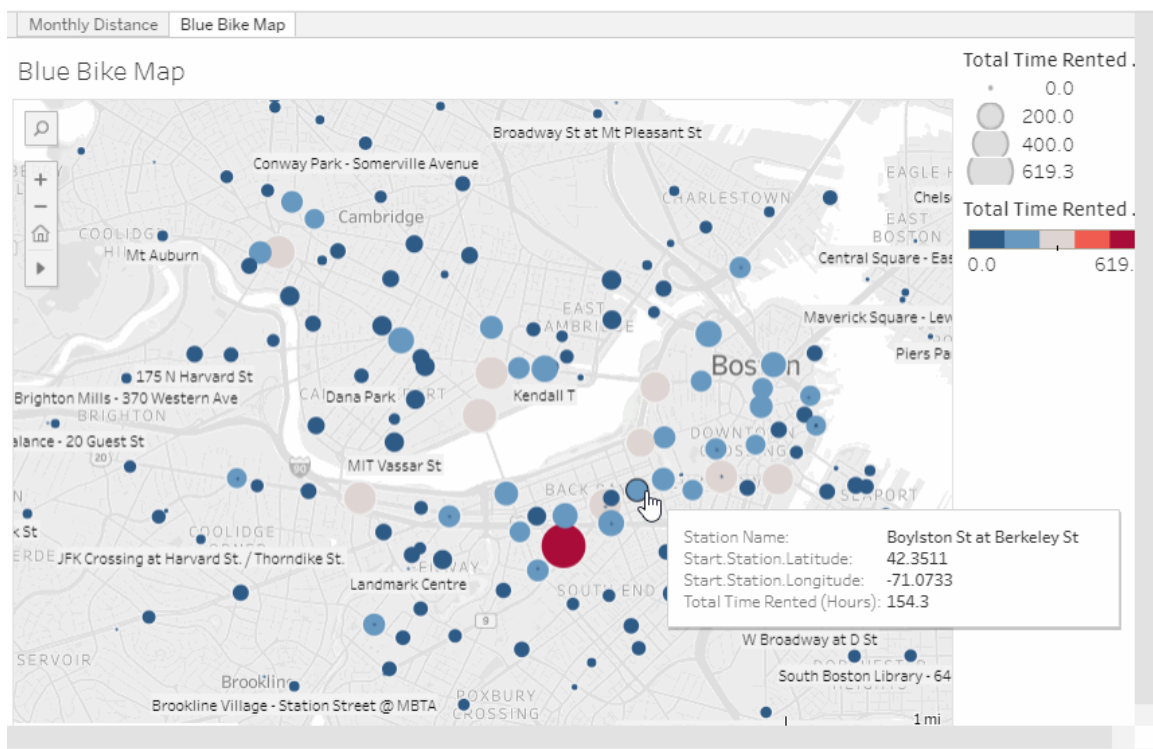 Monthly Distance
Blue Bike Map
Blue Bike Map
Total Time Rented .
0.0
200.0
400.0
619.3
Total Time Rented .
0.0
619.
Broadway St at Mt Pleasant St
Conway Park - Somerville Avenue
EAGLE H
CHARLESTOWN
Chels
Cambridge
EAST
BOSTON
COOLIDGE
Mt Auburn
Central Square - Eas
EAST
Maverick Square - Lew
Piers Pa
Boston
175 N Harvard St
Kendall T
Dana Park
Brighton Mills - 370 Western Ave
BRIGHTON
alance - 20 Guest St
DOWNTOWN
CROSSING
20
90
MIT Vassar St
BACK BA
SEAPORT
k St
COOLIDGE
JFK Crossing at Harvard St. / Thorndike St.
Landmark Centre
SOUTH END
9
Station Name: Boylston St at Berkeley St
Start.Station.Latitude: 42.3511
Start.Station.Longitude: -71.0733
Total Time Rented (Hours): 154.3
W Broadway at D St
SERVOIR
South Boston Library - 64
HEIGHTS
Brookline
ROXBURY
CROSSING
Brookline Village - Station Street @ MBTA
1 mi